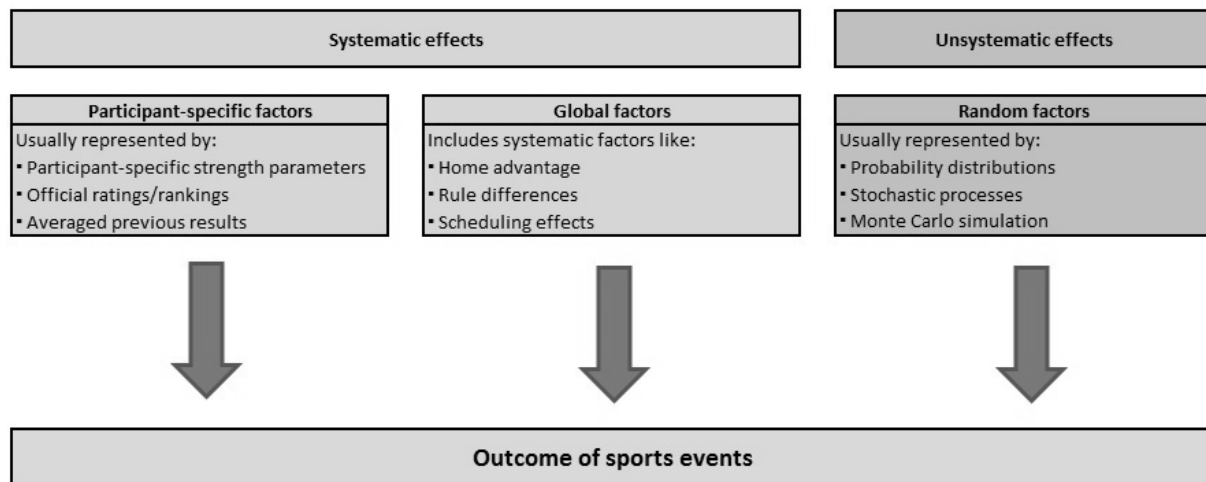 Systematic effects
Unsystematic effects
Participant-specific factors
Usually represented by:
▪ Participant-specific strength parameters
▪ Official ratings/rankings
▪ Averaged previous results
Global factors
Includes systematic factors like:
▪ Home advantage
▪ Rule differences
▪ Scheduling effects
Random factors
Usually represented by:
▪ Probability distributions
▪ Stochastic processes
▪ Monte Carlo simulation
Outcome of sports events